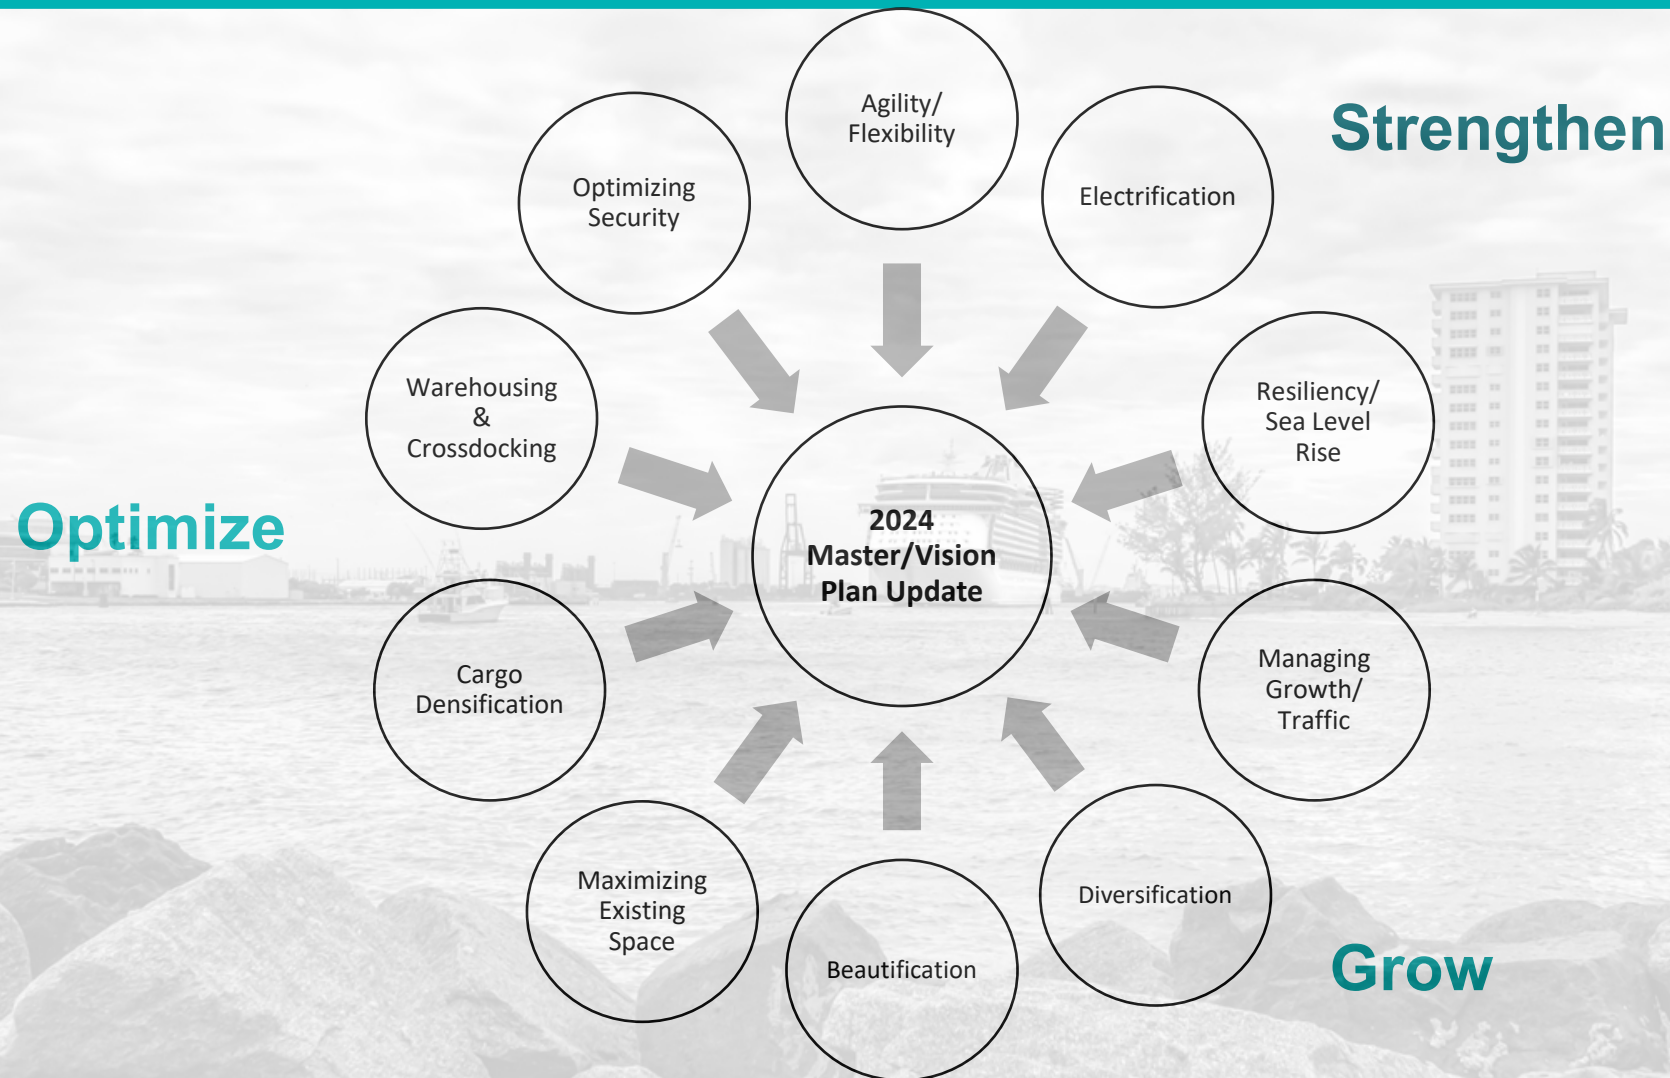 Agility/
Flexibility
Electrification
Strengthen
Optimizing
Security
Resiliency/
Sea Level
Rise
Warehousing
&
Crossdocking
Optimize
2024
Master/Vision
Plan Update
Cargo
Densification
Managing
Growth/
Traffic
Maximizing
Existing
Space
Beautification
Diversification
Grow